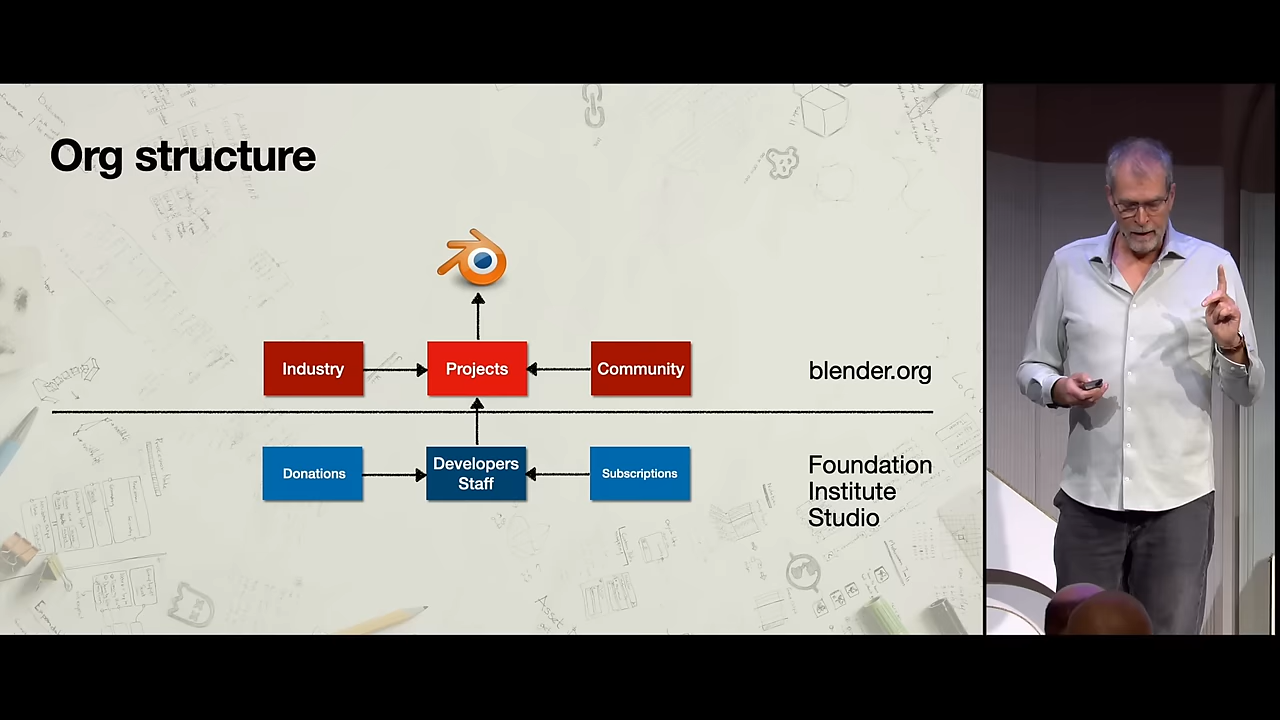 Org structure
Industry
Projects
Community
blender.org
Donations
Developers
Staff
Subscriptions
Foundation
Institute
Studio